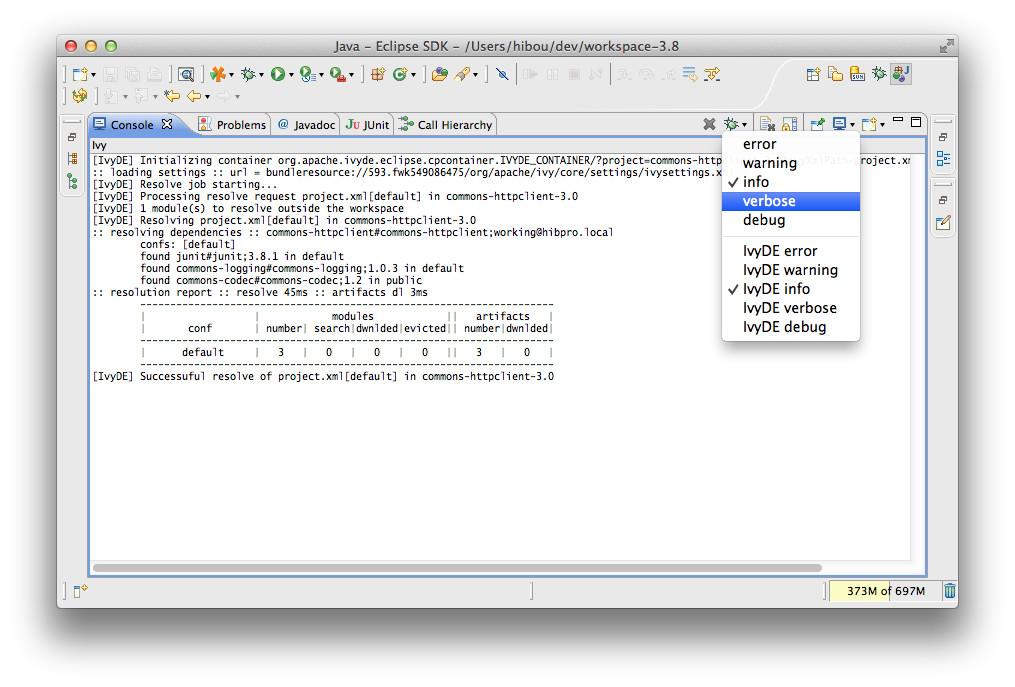 Java – Eclipse SDK – /Users/hibou/dev/workspace-3.8
Console Problems @ Javadoc JU JUnit Call Hierarchy
Ivy
[IvyDE] Initializing container org.apache.ivyde.eclipse.cpcontainer.IVYDE_CONTAINER/?project=commons-httpc
:: loading settings :: url = bundleresource://593.fwk549086475/org/apache/ivy/core/settings/ivysettings.x
[IvyDE] Resolve job starting...
[IvyDE] Processing resolve request project.xml[default] in commons-httpclient-3.0
[IvyDE] 1 module(s) to resolve outside the workspace
[IvyDE] Resolving project.xml[default] in commons-httpclient-3.0
:: resolving dependencies :: commons-httpclient#commons-httpclient;working@hibpro.local
confs: [default]
found junit#junit;3.8.1 in default
found commons-logging#commons-logging;1.0.3 in default
found commons-codec#commons-codec;1.2 in public
:: resolution report :: resolve 45ms :: artifacts dl 3ms
---------------------------------------------------------------------
| | modules || artifacts |
| conf | number| search|dwnlded|evicted|| number|dwnlded|
---------------------------------------------------------------------
| default | 3 | 0 | 0 | 0 || 3 | 0 |
---------------------------------------------------------------------
[IvyDE] Successuful resolve of project.xml[default] in commons-httpclient-3.0
error
warning
✓ info
verbose
debug
IvyDE error
IvyDE warning
✓ IvyDE info
IvyDE verbose
IvyDE debug
373M of 697M